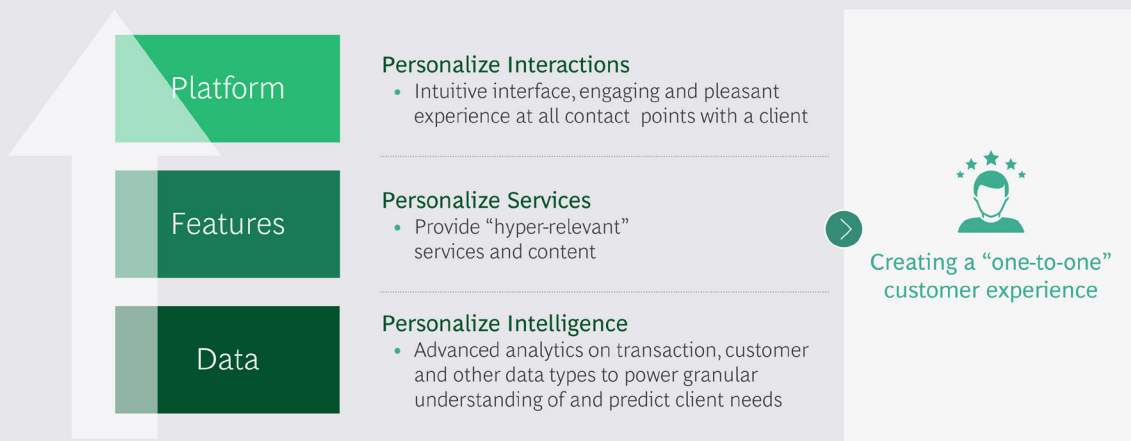 Platform
Personalize Interactions
• Intuitive interface, engaging and pleasant
experience at all contact points with a client
Features
Personalize Services
• Provide “hyper-relevant”
services and content
Data
Personalize Intelligence
• Advanced analytics on transaction, customer
and other data types to power granular
understanding of and predict client needs
Creating a “one-to-one”
customer experience